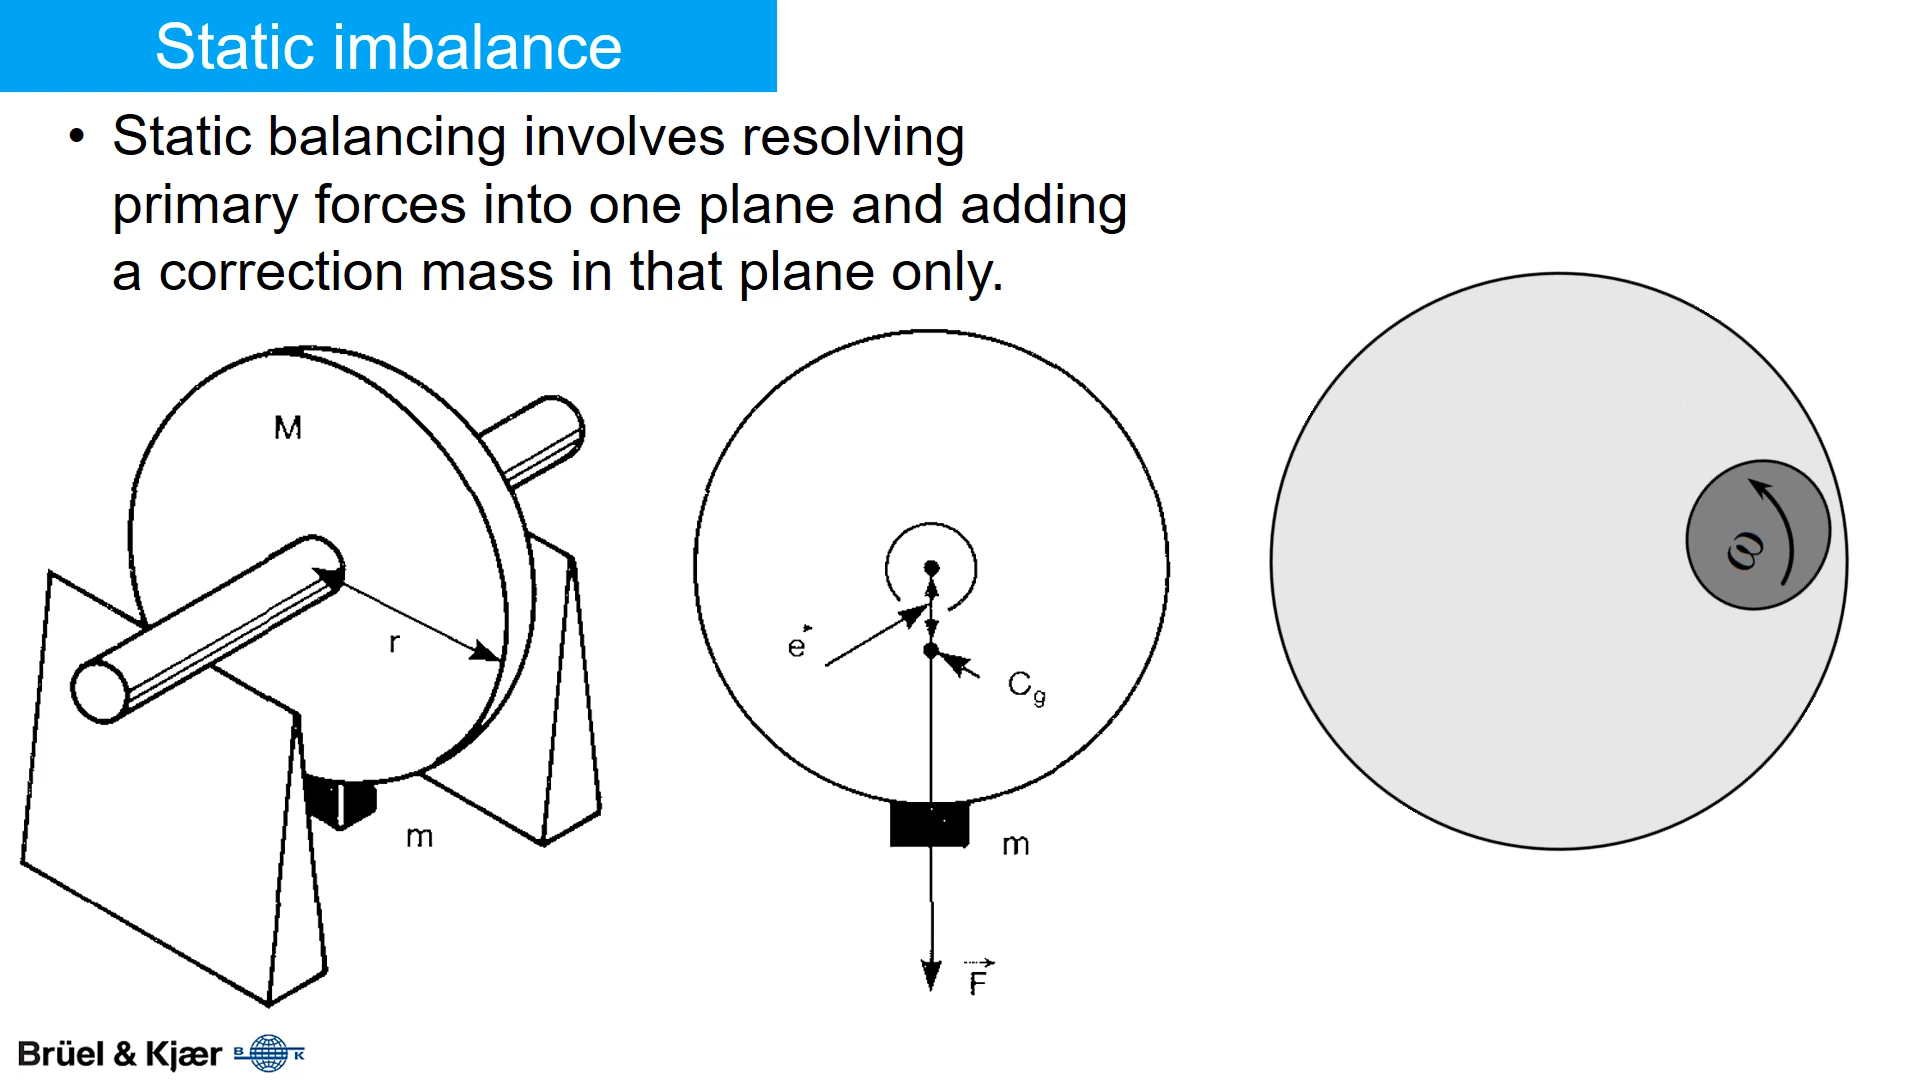 Static imbalance
• Static balancing involves resolving
primary forces into one plane and adding
a correction mass in that plane only.
M
r
m
e
Cg
m
F
ω
Brüel & Kjær B K